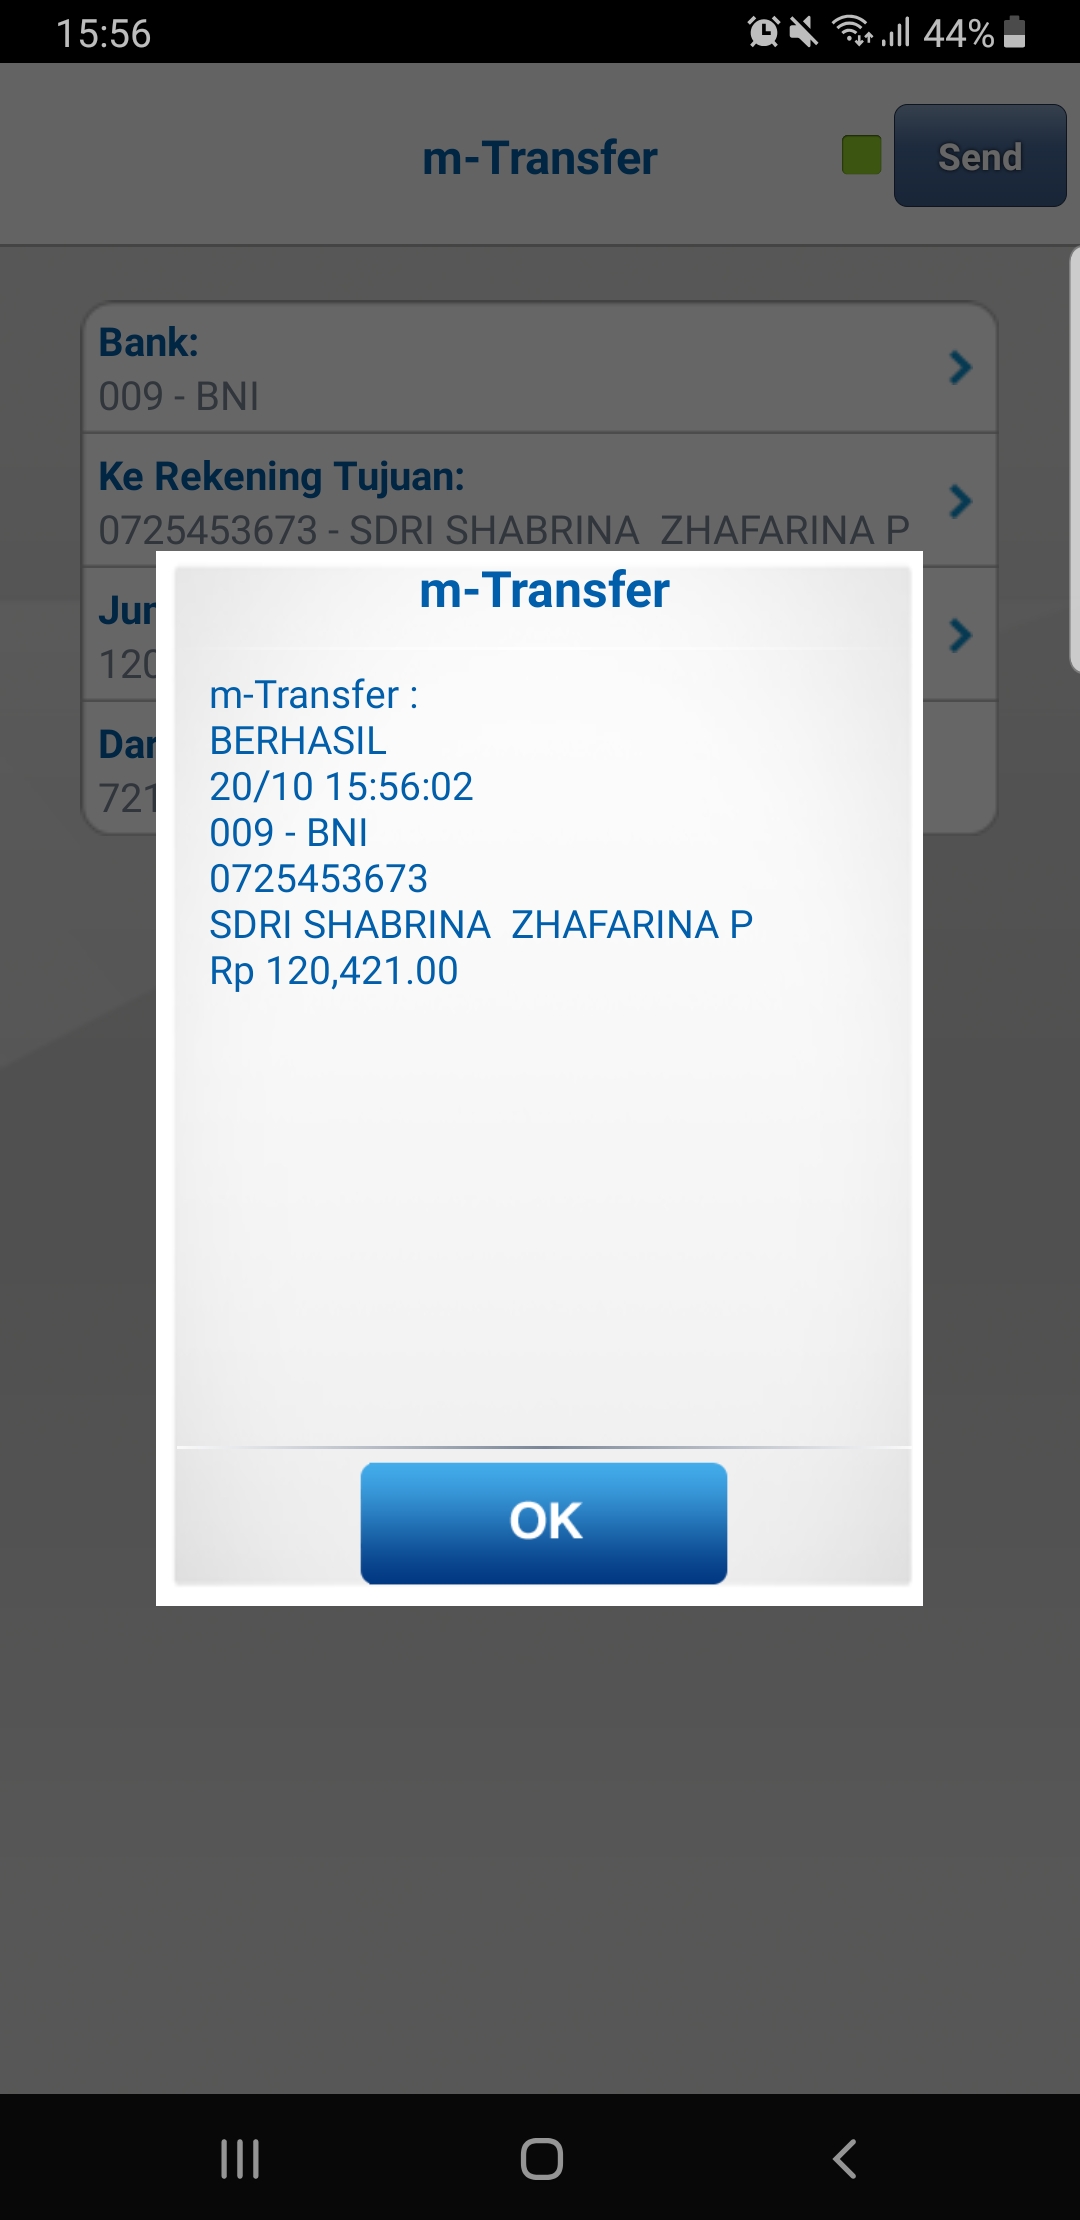 15:56
44%
m-Transfer
Send
Bank:
009 - BNI
Ke Rekening Tujuan:
0725453673 - SDRI SHABRINA  ZHAFARINA P
Jun
120
Dar
721
m-Transfer
m-Transfer :
BERHASIL
20/10 15:56:02
009 - BNI
0725453673
SDRI SHABRINA  ZHAFARINA P
Rp 120,421.00
OK